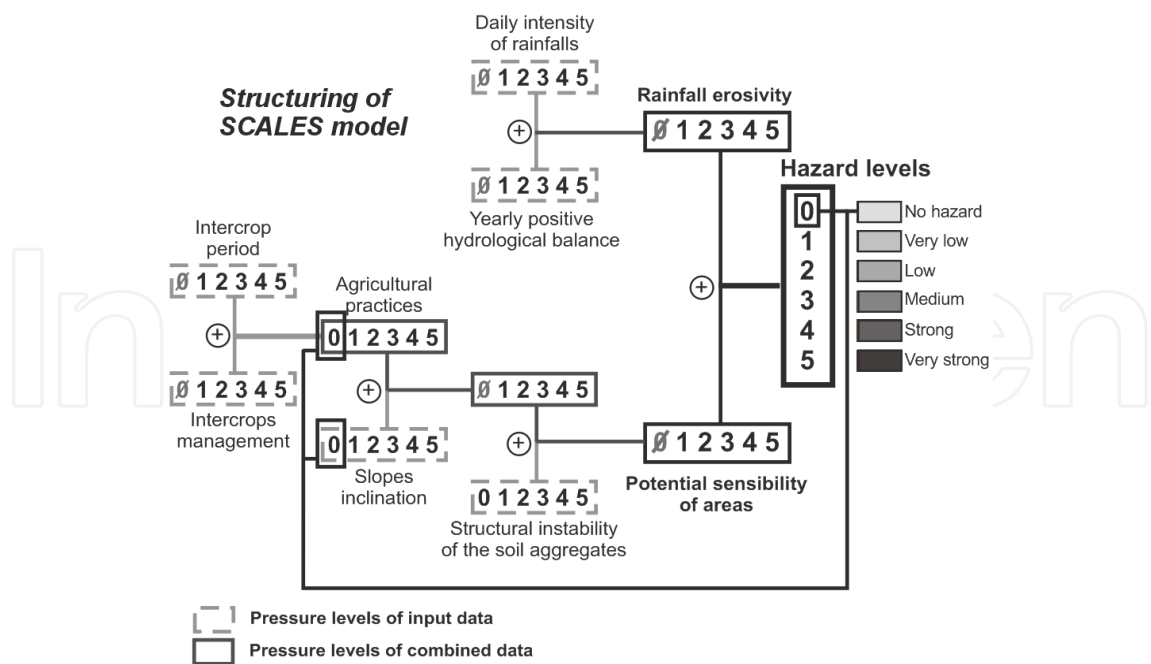 Daily intensity
of rainfalls
Ø 1 2 3 4 5
Structuring of
SCALES model
Rainfall erosivity
Ø 1 2 3 4 5
+
Hazard levels
Ø 1 2 3 4 5
Yearly positive
hydrological balance
0 No hazard
1 Very low
2 Low
3 Medium
4 Strong
5 Very strong
+
Intercrop
period
Ø 1 2 3 4 5
Agricultural
practices
+
0 1 2 3 4 5
Ø 1 2 3 4 5
Intercrops
management
+
Ø 1 2 3 4 5
0 1 2 3 4 5
Slopes
inclination
+
Ø 1 2 3 4 5
Potential sensibility
of areas
0 1 2 3 4 5
Structural instability
of the soil aggregates
Pressure levels of input data
Pressure levels of combined data